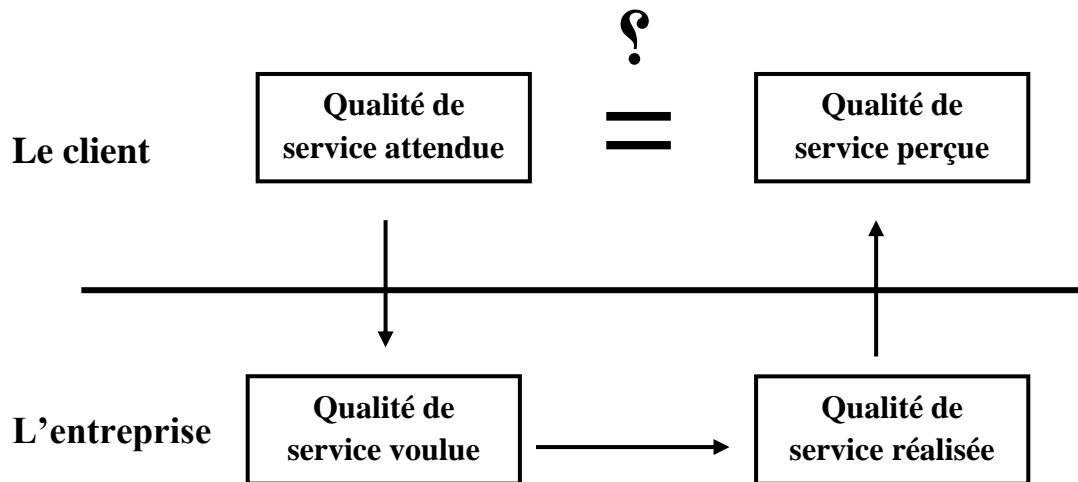 ⸮
Le client
Qualité de
service attendue
=
Qualité de
service perçue
L’entreprise
Qualité de
service voulue
Qualité de
service réalisée